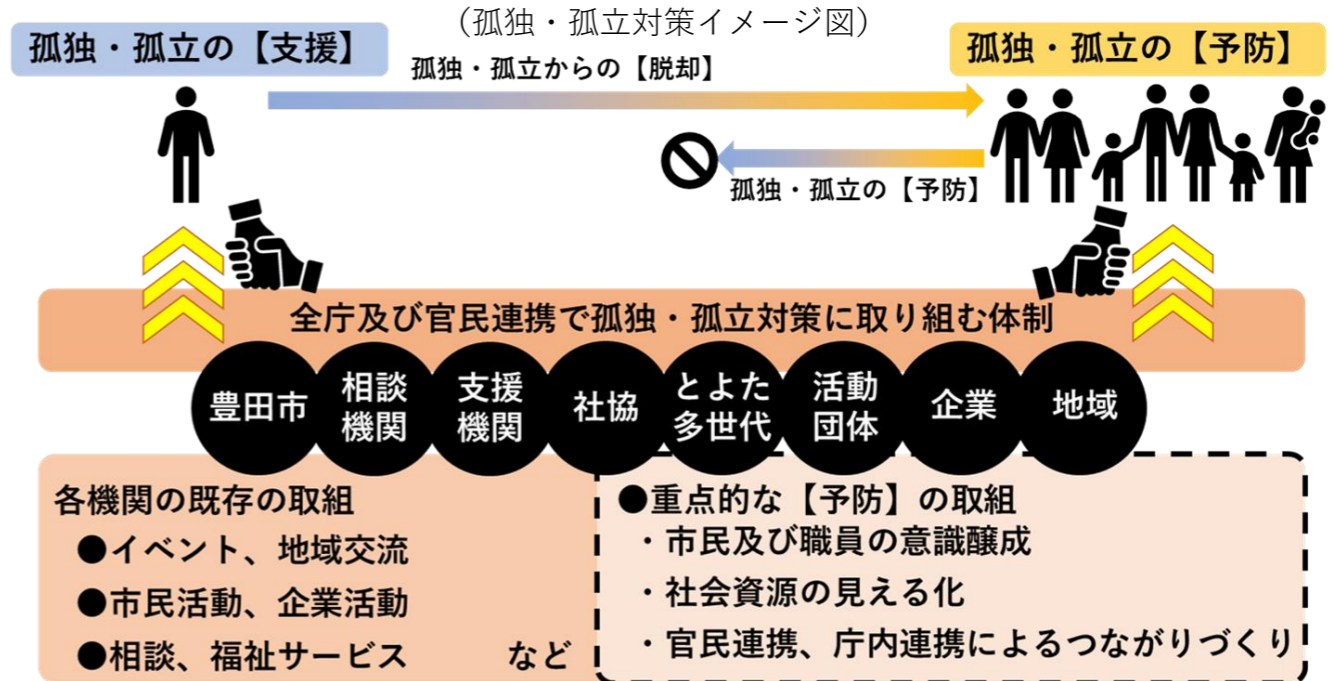 （孤独・孤立対策イメージ図）
孤独・孤立の【支援】
孤独・孤立の【予防】
孤独・孤立からの【脱却】
孤独・孤立の【予防】
全庁及び官民連携で孤独・孤立対策に取り組む体制
豊田市
相談
機関
支援
機関
社協
とよた
多世代
活動
団体
企業
地域
各機関の既存の取組
●イベント、地域交流
●市民活動、企業活動
●相談、福祉サービス　　など
●重点的な【予防】の取組
・市民及び職員の意識醸成
・社会資源の見える化
・官民連携、庁内連携によるつながりづくり